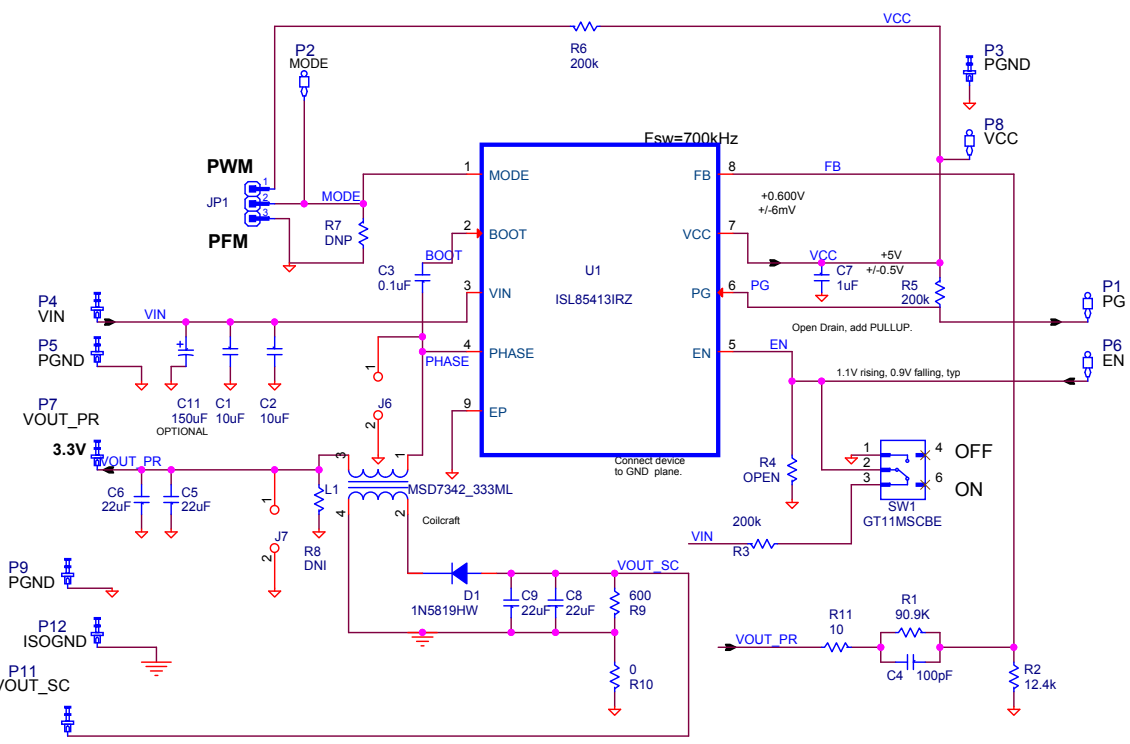 VCC
R6
200k
P2
MODE
P3
PGND
P8
VCC
Fsw=700kHz
PWM
JP1
1
2
3
PFM
MODE
R7
DNP
1
MODE
2
BOOT
BOOT
C3
0.1uF
3
VIN
4
PHASE
PHASE
9
EP
U1
ISL85413IRZ
FB
8
FB
+0.600V
+/-6mV
VCC
7
VCC
+5V
+/-0.5V
C7
1uF
PG
6
PG
R5
200k
Open Drain, add PULLUP.
P1
PG
EN
5
EN
1.1V rising, 0.9V falling, typ
P6
EN
P4
VIN
VIN
P5
PGND
C11
150uF
OPTIONAL
C1
10uF
C2
10uF
1
J6
2
P7
VOUT_PR
3.3V
VOUT_PR
C6
22uF
C5
22uF
1
J7
2
L1
R8
DNI
3
1
4
2
MSD7342_333ML
Coilcraft
Connect device
to GND plane.
R4
OPEN
1
2
3
4
6
OFF
ON
SW1
GT11MSCBE
VIN
200k
R3
D1
1N5819HW
C9
22uF
C8
22uF
VOUT_SC
600
R9
0
R10
P9
PGND
P12
ISOGND
P11
VOUT_SC
VOUT_PR
R11
10
R1
90.9K
C4
100pF
R2
12.4k